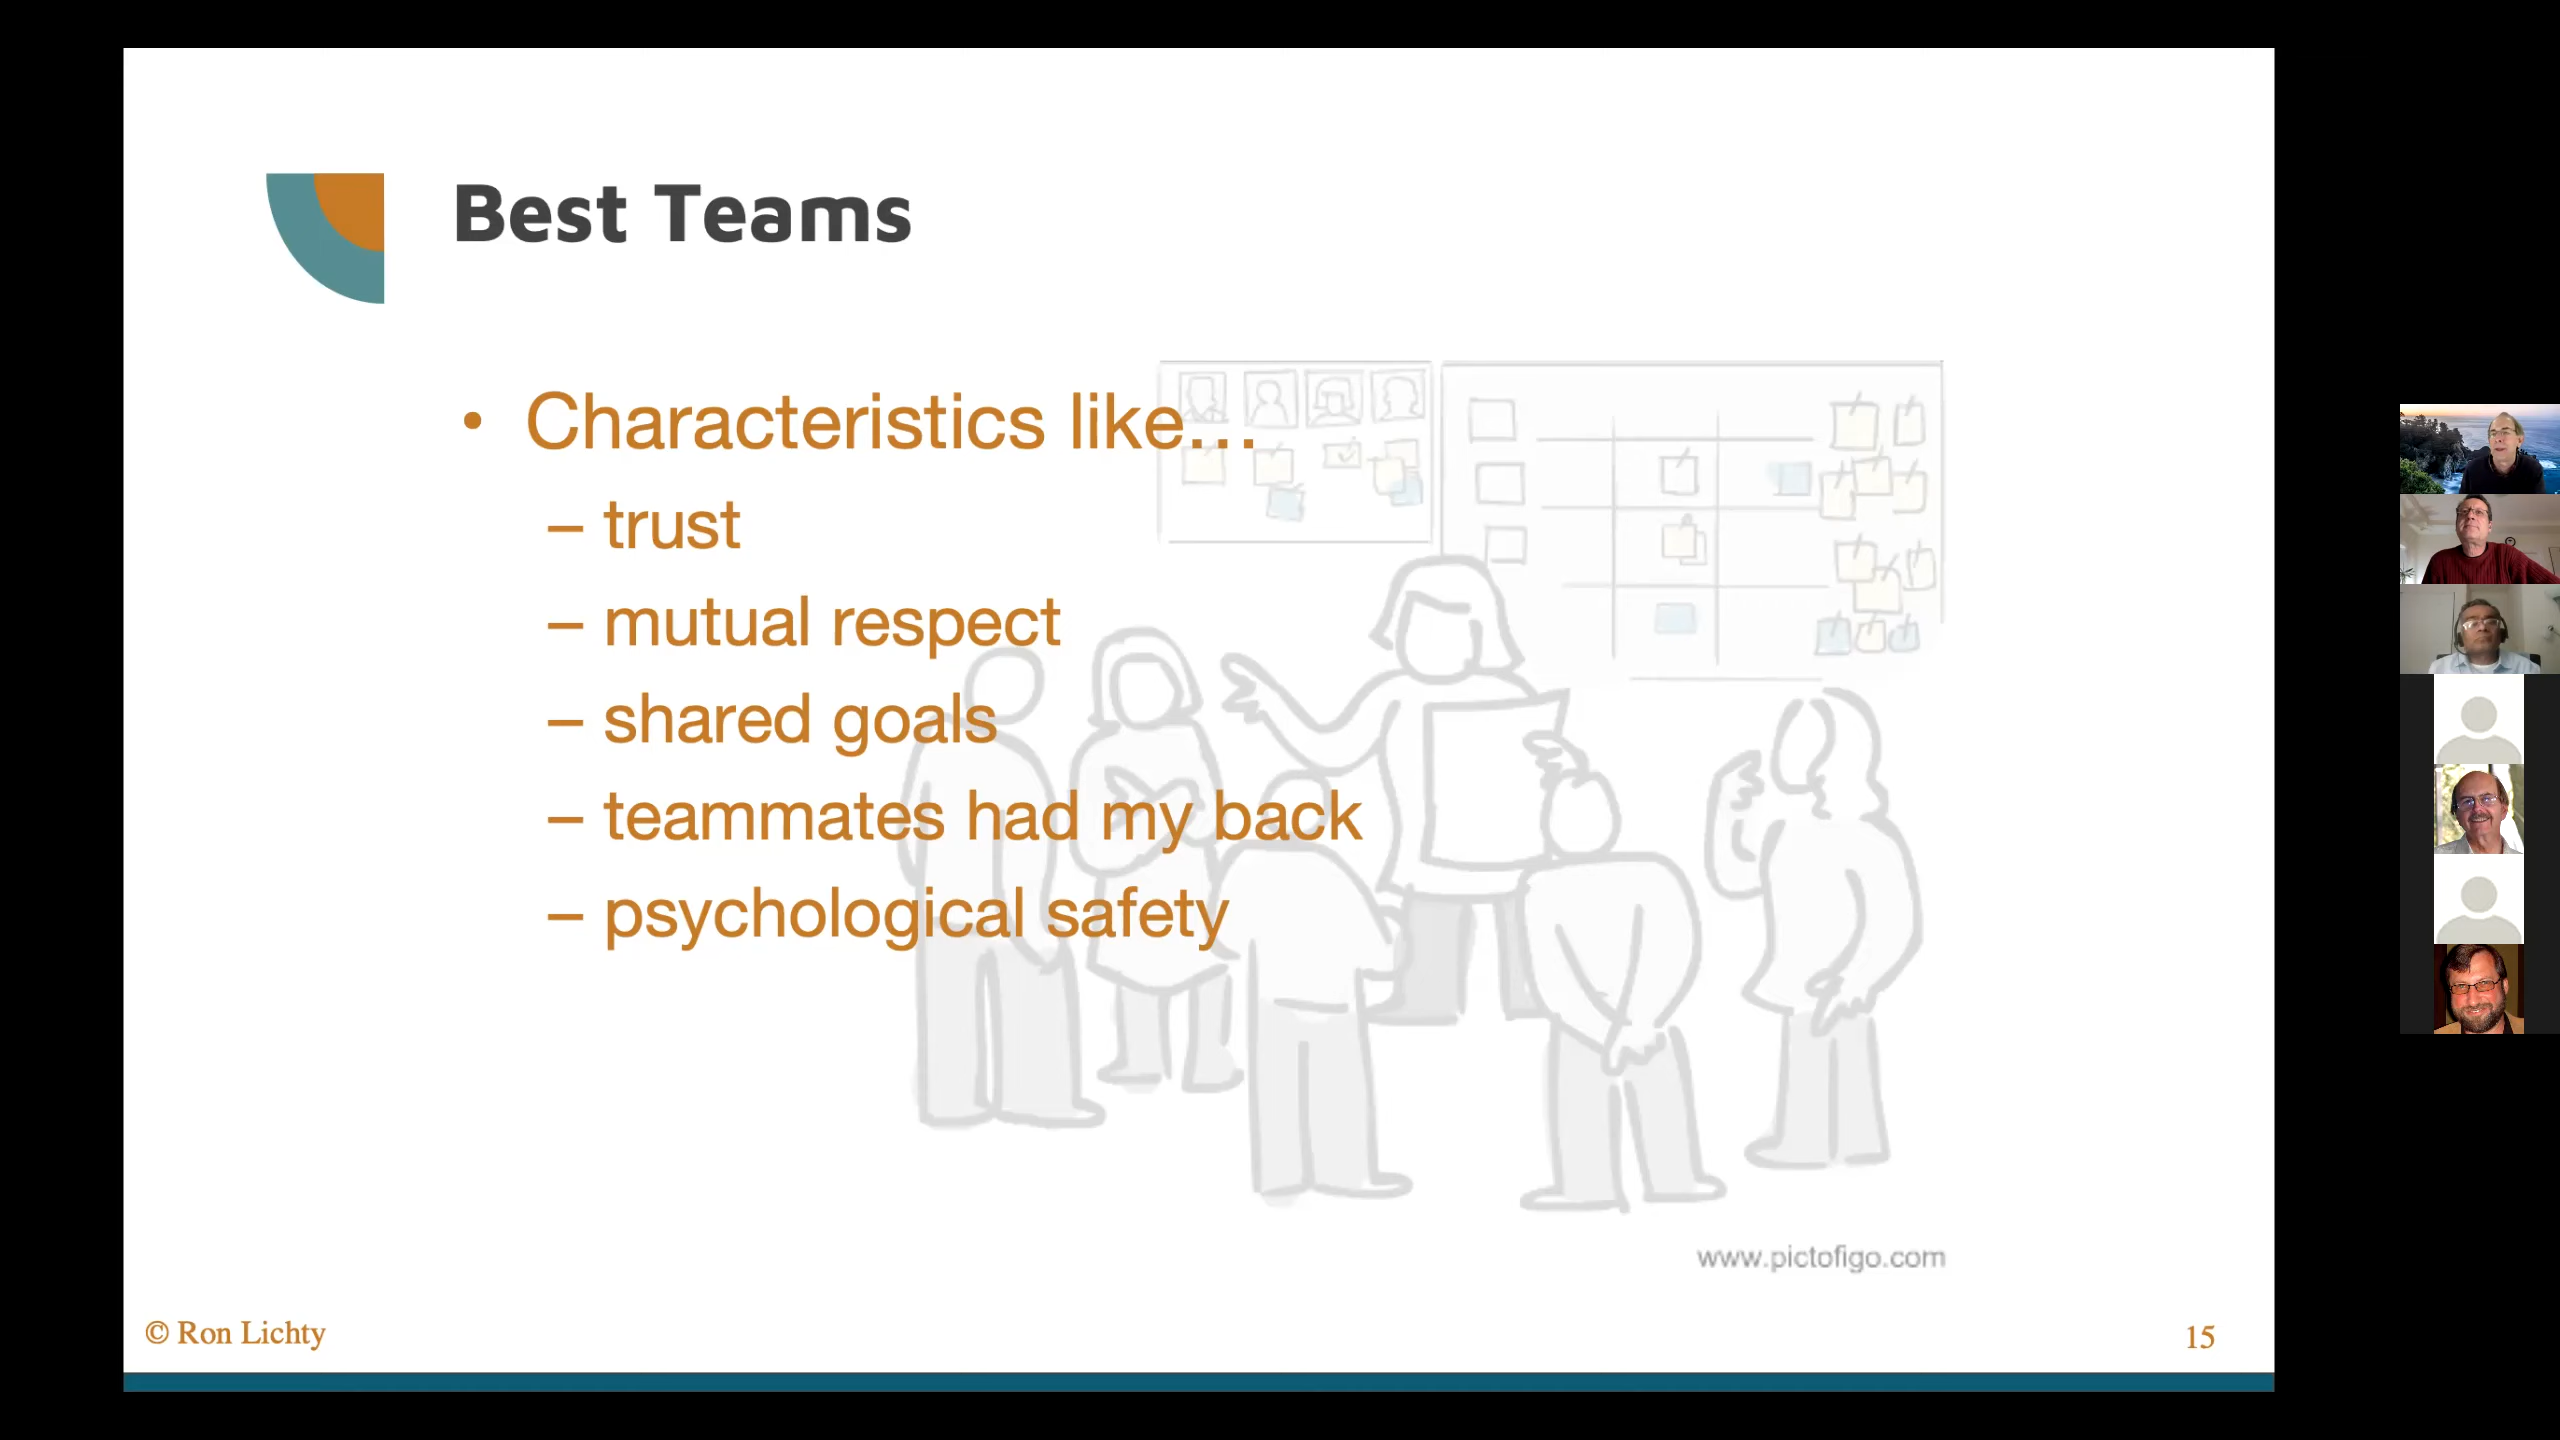 Best Teams
• Characteristics like...
– trust
– mutual respect
– shared goals
– teammates had my back
– psychological safety
www.pictofigo.com
© Ron Lichty
15